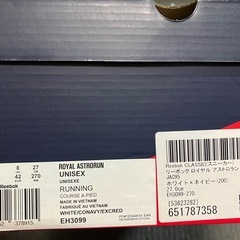 8
27
42
270
ROYAL ASTRORUN
UNISEX
UNISEXE
RUNNING
COURSE A PIED
MADE IN VIETNAM
FABRIQUÉ AU VIETNAM
WHITE/CONAVY/EXCRED
EH3099
Reebok
Reebok CLASSIC(スニーカー)
リーボック ロイヤル アストロラン
JAC95
ホワイト×ネイビー(200)
27.0cm
EH3099-270
[53823282]
651787358